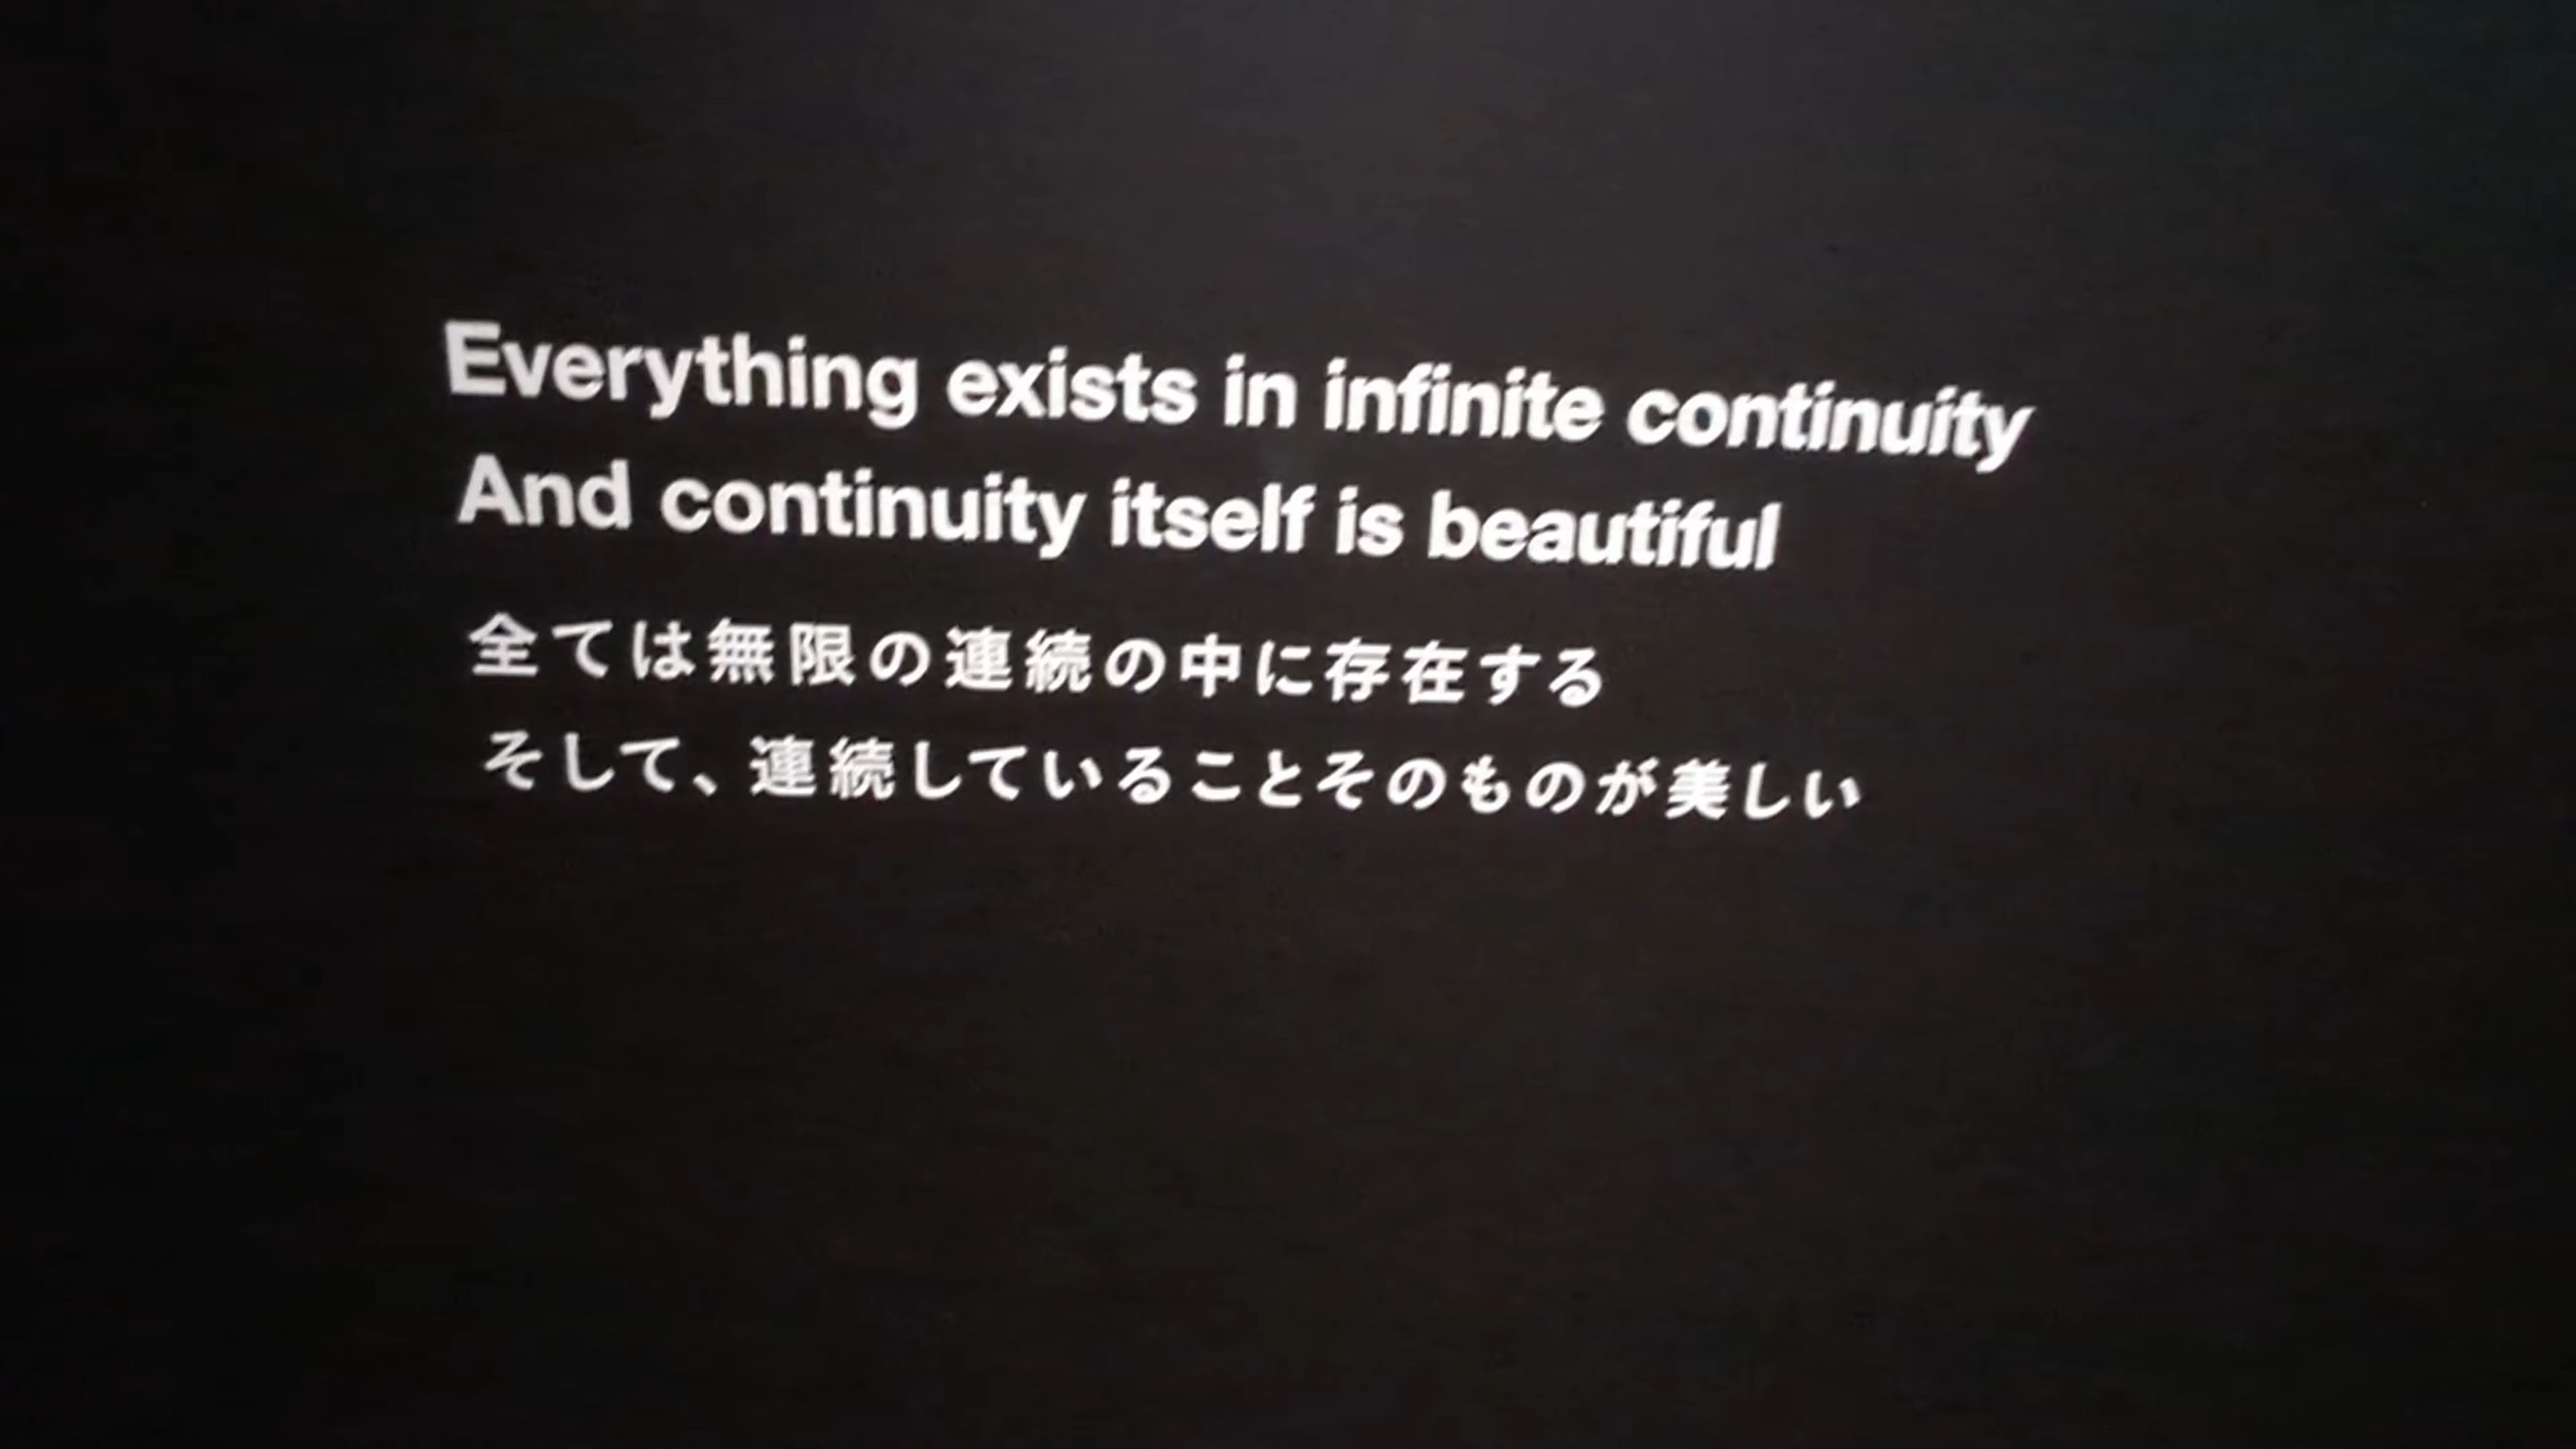 Everything exists in infinite continuity
And continuity itself is beautiful
全ては無限の連続の中に存在する
そして、連続していることそのものが美しい